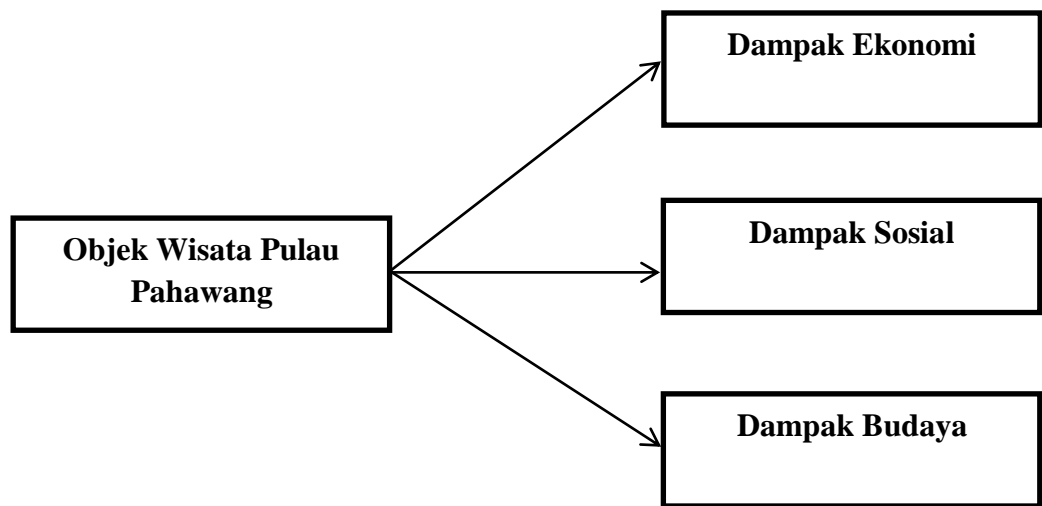 Dampak Ekonomi
Objek Wisata Pulau
Pahawang
Dampak Sosial
Dampak Budaya